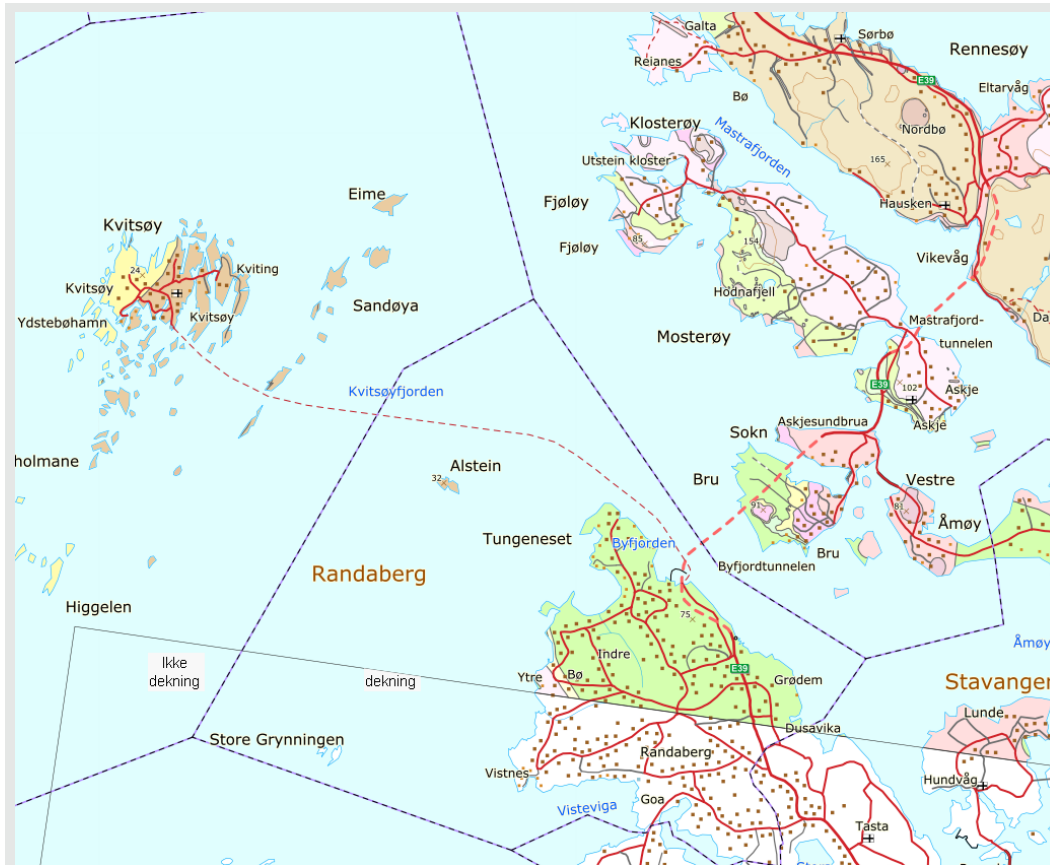 Galta
Sørbø
Rennesøy
Reianes
E39
Eltarvåg
Bø
Klosterøy
Mastrafjorden
Nordbø
Utstein kloster
165
Eime
Fjøløy
Hausken
Kvitsøy
85
Fjøløy
154
Vikevåg
24
Kviting
Kvitsøy
Hodnafjell
Sandøya
Ydstebøhamn
Kvitsøy
Mosterøy
Mastrafjord-
tunnelen
Kvitsøyfjorden
E39
102
Askje
Askjesundbrua
Askje
Sokn
holmane
Alstein
32
Bru
Vestre
91
81
Åmøy
Tungeneset
Byfjorden
Bru
Byfjordtunnelen
Randaberg
Higgelen
75
Åmøy
Ikke
dekning
Indre
E39
dekning
Ytre
Bø
Grødem
Stavanger
Lunde
Dusavika
Store Grynningen
Randaberg
Vistnes
Hundvåg
Goa
Visteviga
Tasta